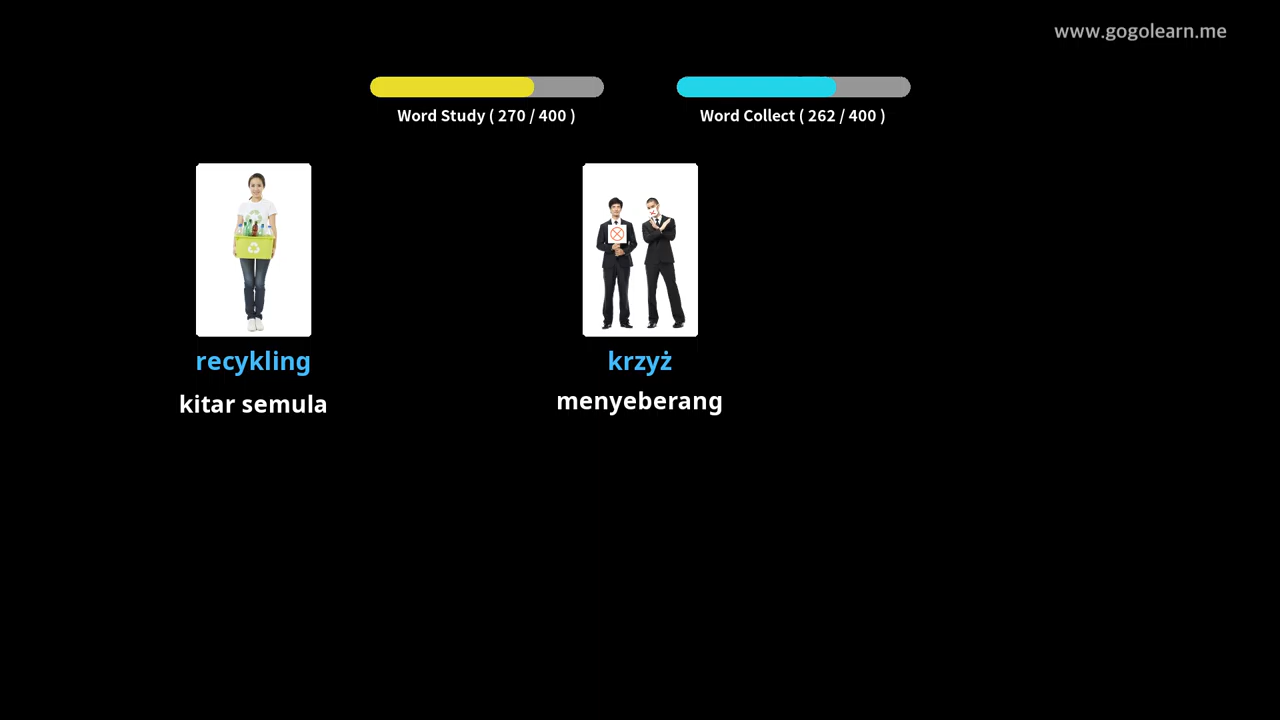 www.gogolearn.me
Word Study ( 270 / 400 )
Word Collect ( 262 / 400 )
recykling
krzyż
kitar semula
menyeberang